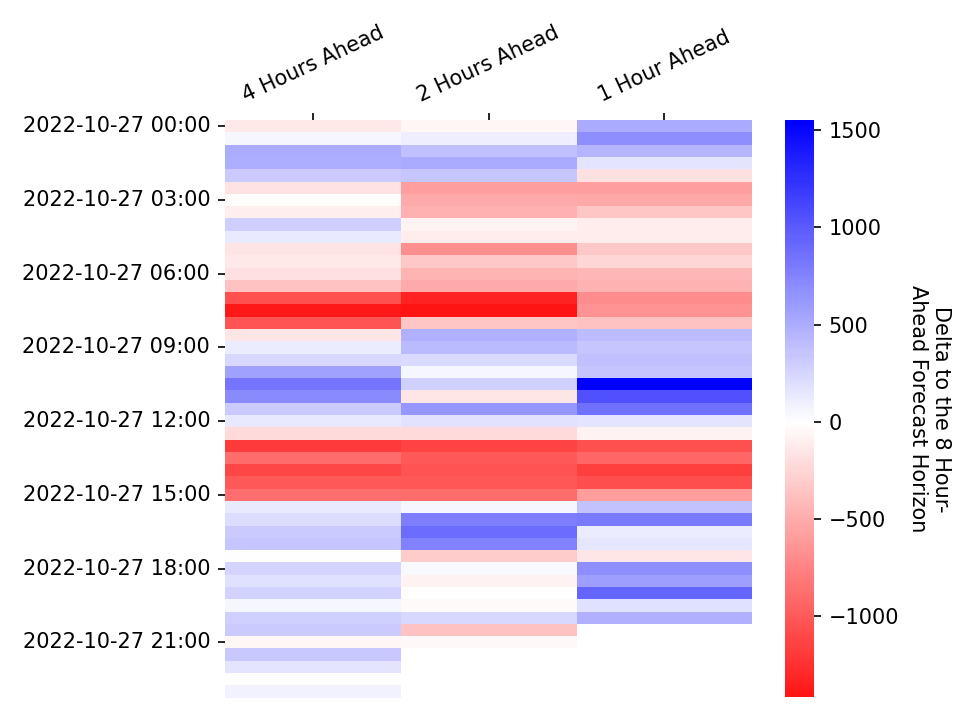 4 Hours Ahead
2 Hours Ahead
1 Hour Ahead
2022-10-27 00:00
2022-10-27 03:00
2022-10-27 06:00
2022-10-27 09:00
2022-10-27 12:00
2022-10-27 15:00
2022-10-27 18:00
2022-10-27 21:00
1500
1000
500
0
−500
−1000
Delta to the 8 Hour-
Ahead Forecast Horizon